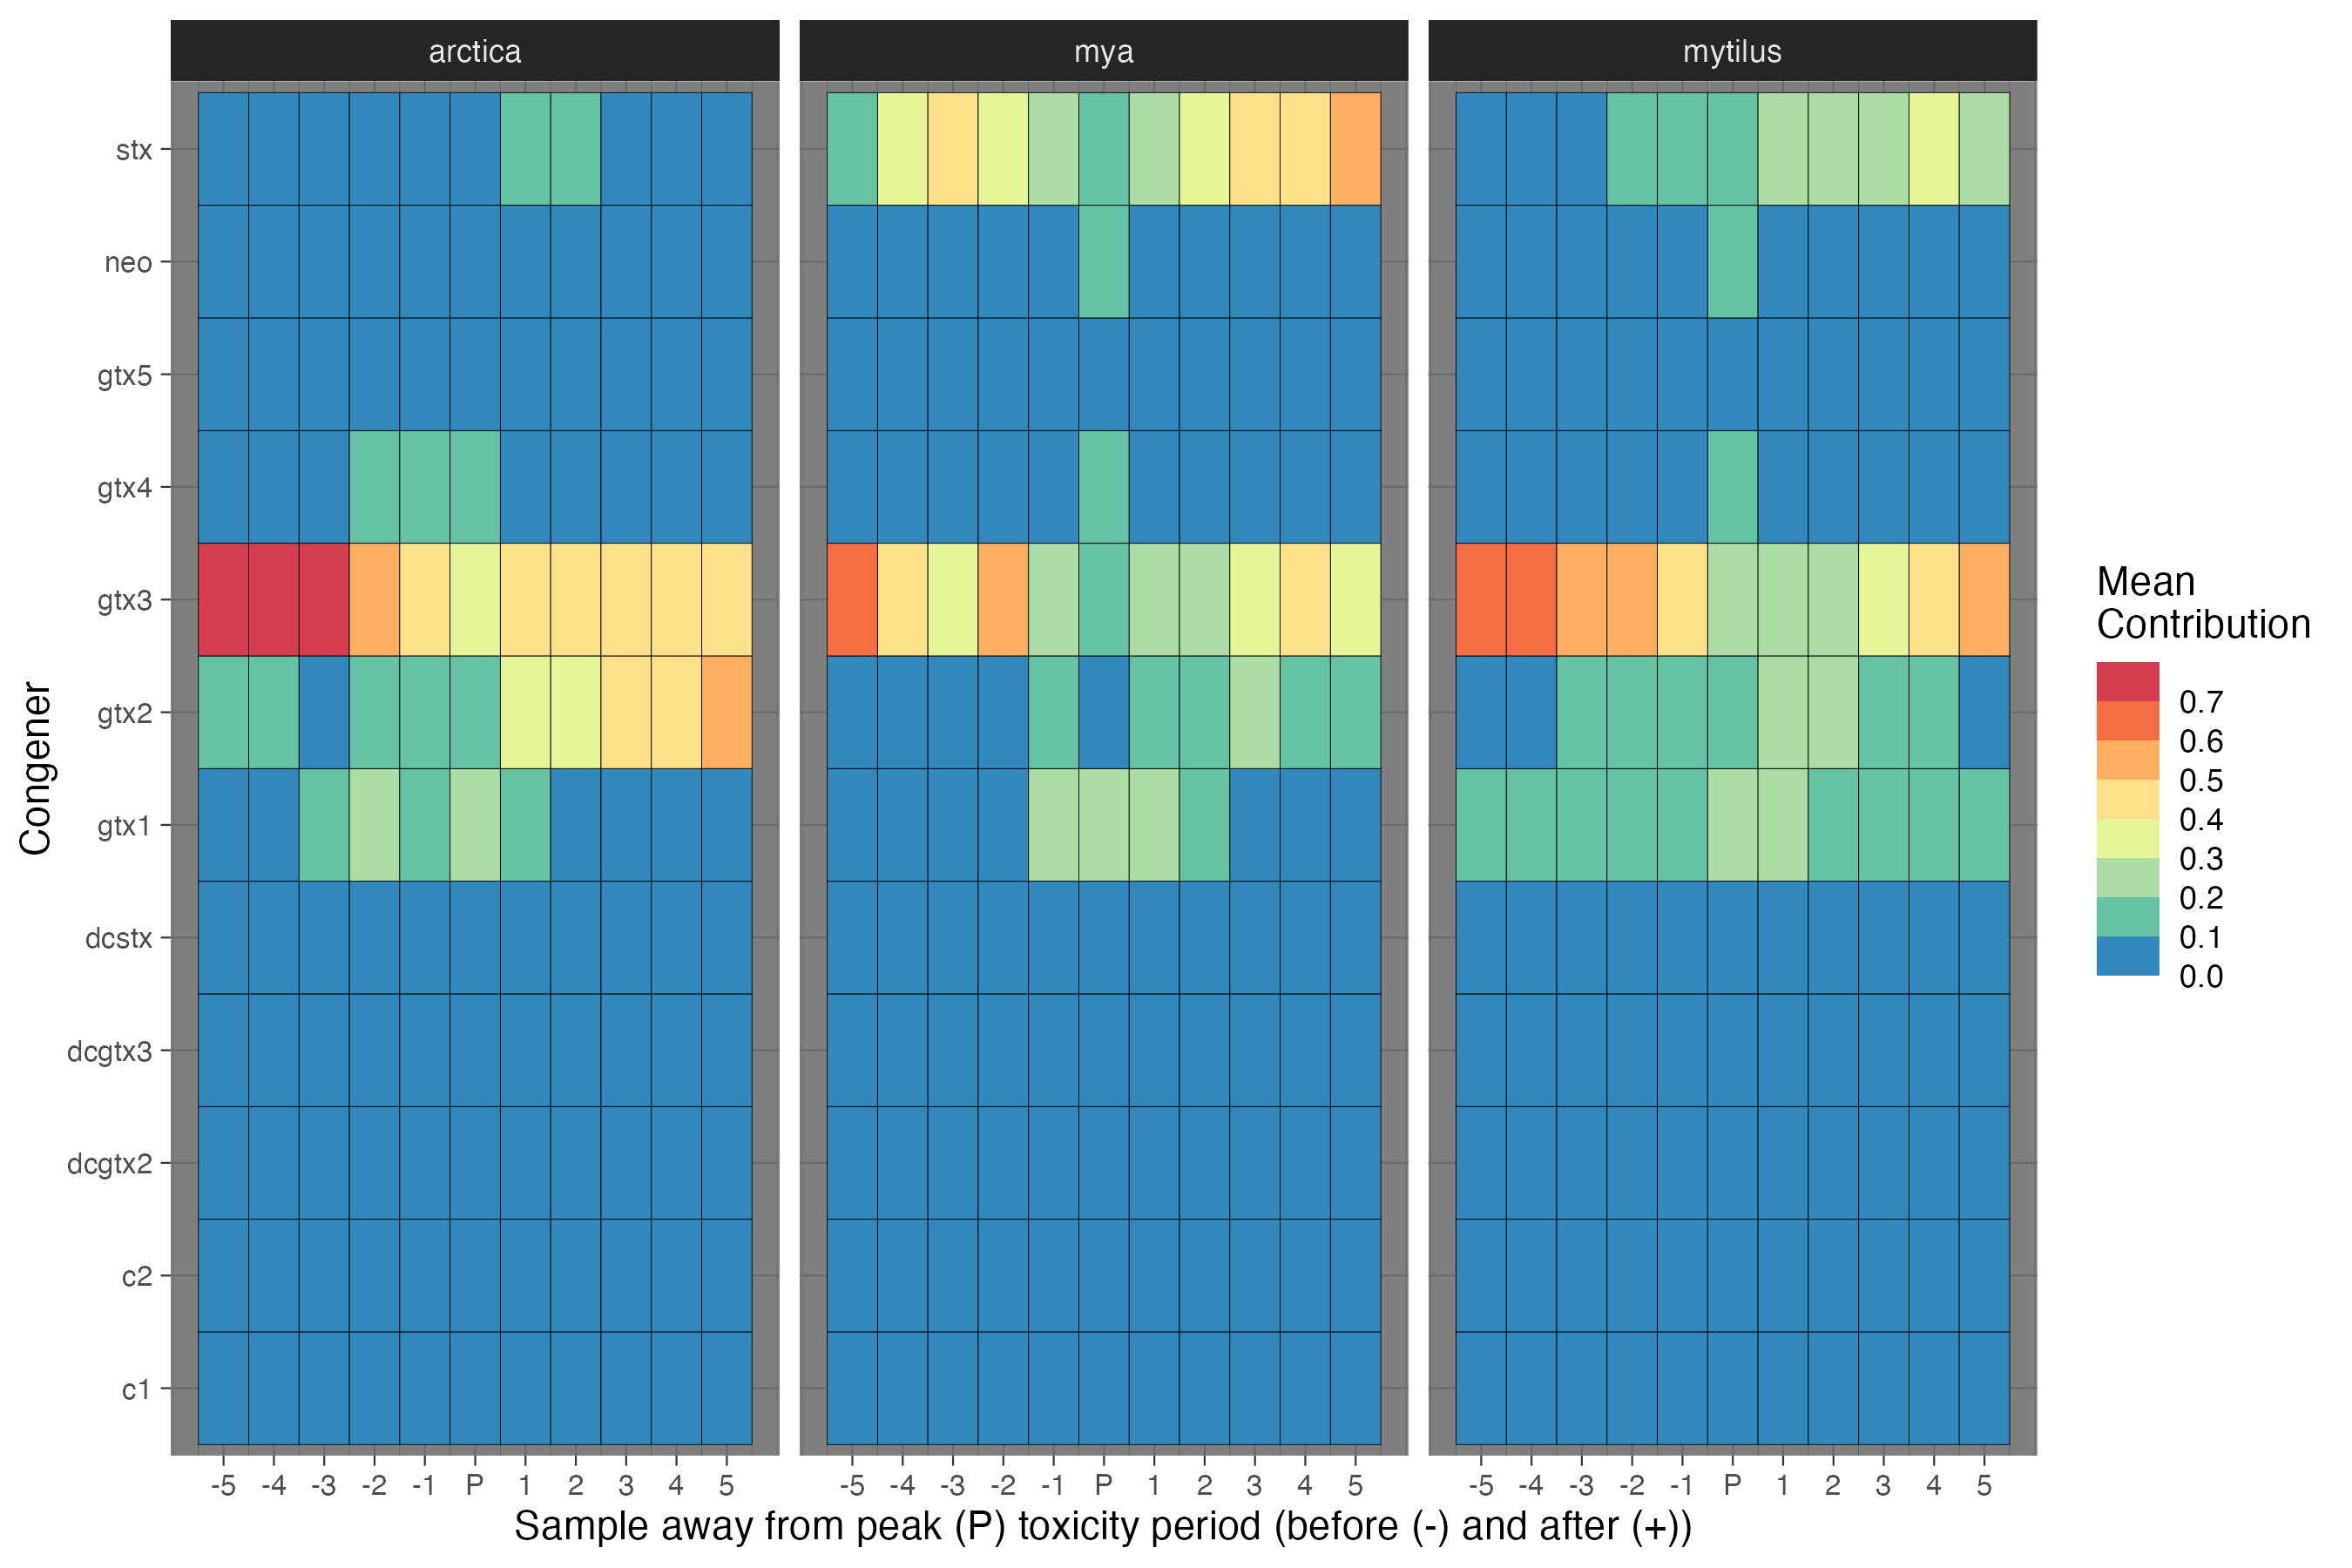 arctica mya mytilus
stx
neo
gtx5
gtx4
gtx3
gtx2
gtx1
dcstx
dcgtx3
dcgtx2
c2
c1
Congener
-5 -4 -3 -2 -1 P 1 2 3 4 5 -5 -4 -3 -2 -1 P 1 2 3 4 5 -5 -4 -3 -2 -1 P 1 2 3 4 5
Sample away from peak (P) toxicity period (before (-) and after (+))
Mean
Contribution
0.7
0.6
0.5
0.4
0.3
0.2
0.1
0.0